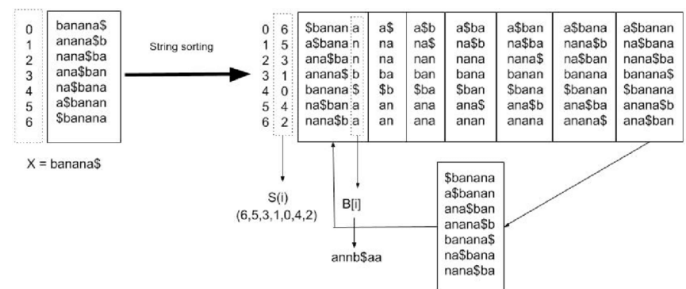 0 banana$
1 anana$b
2 nana$ba
3 ana$ban
4 na$bana
5 a$banan
6 $banana
X = banana$
String sorting
0 6 $banan a a$ a$b a$ba a$ban a$bana a$banan
1 5 a$bana n na na$ na$b na$ba nana$b na$bana
2 3 ana$ba n na nan nana nana$ na$ban nana$ba
3 1 anana$ b ba ban bana banan banana banana$
4 0 banana $ $b $ba $ban $bana $banan $banana
5 4 na$ban a an ana ana$ ana$b ana$ba anana$b
6 2 nana$b a an ana anan anana anana$ ana$ban
S(i)
(6,5,3,1,0,4,2)
B[i]
annb$aa
$banana
a$banan
ana$ban
anana$b
banana$
na$bana
nana$ba